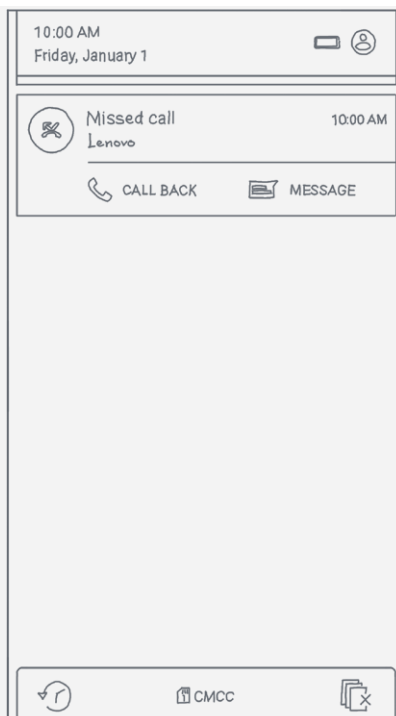 10:00 AM
Friday, January 1
Missed call
10:00 AM
Lenovo
CALL BACK
MESSAGE
CMCC